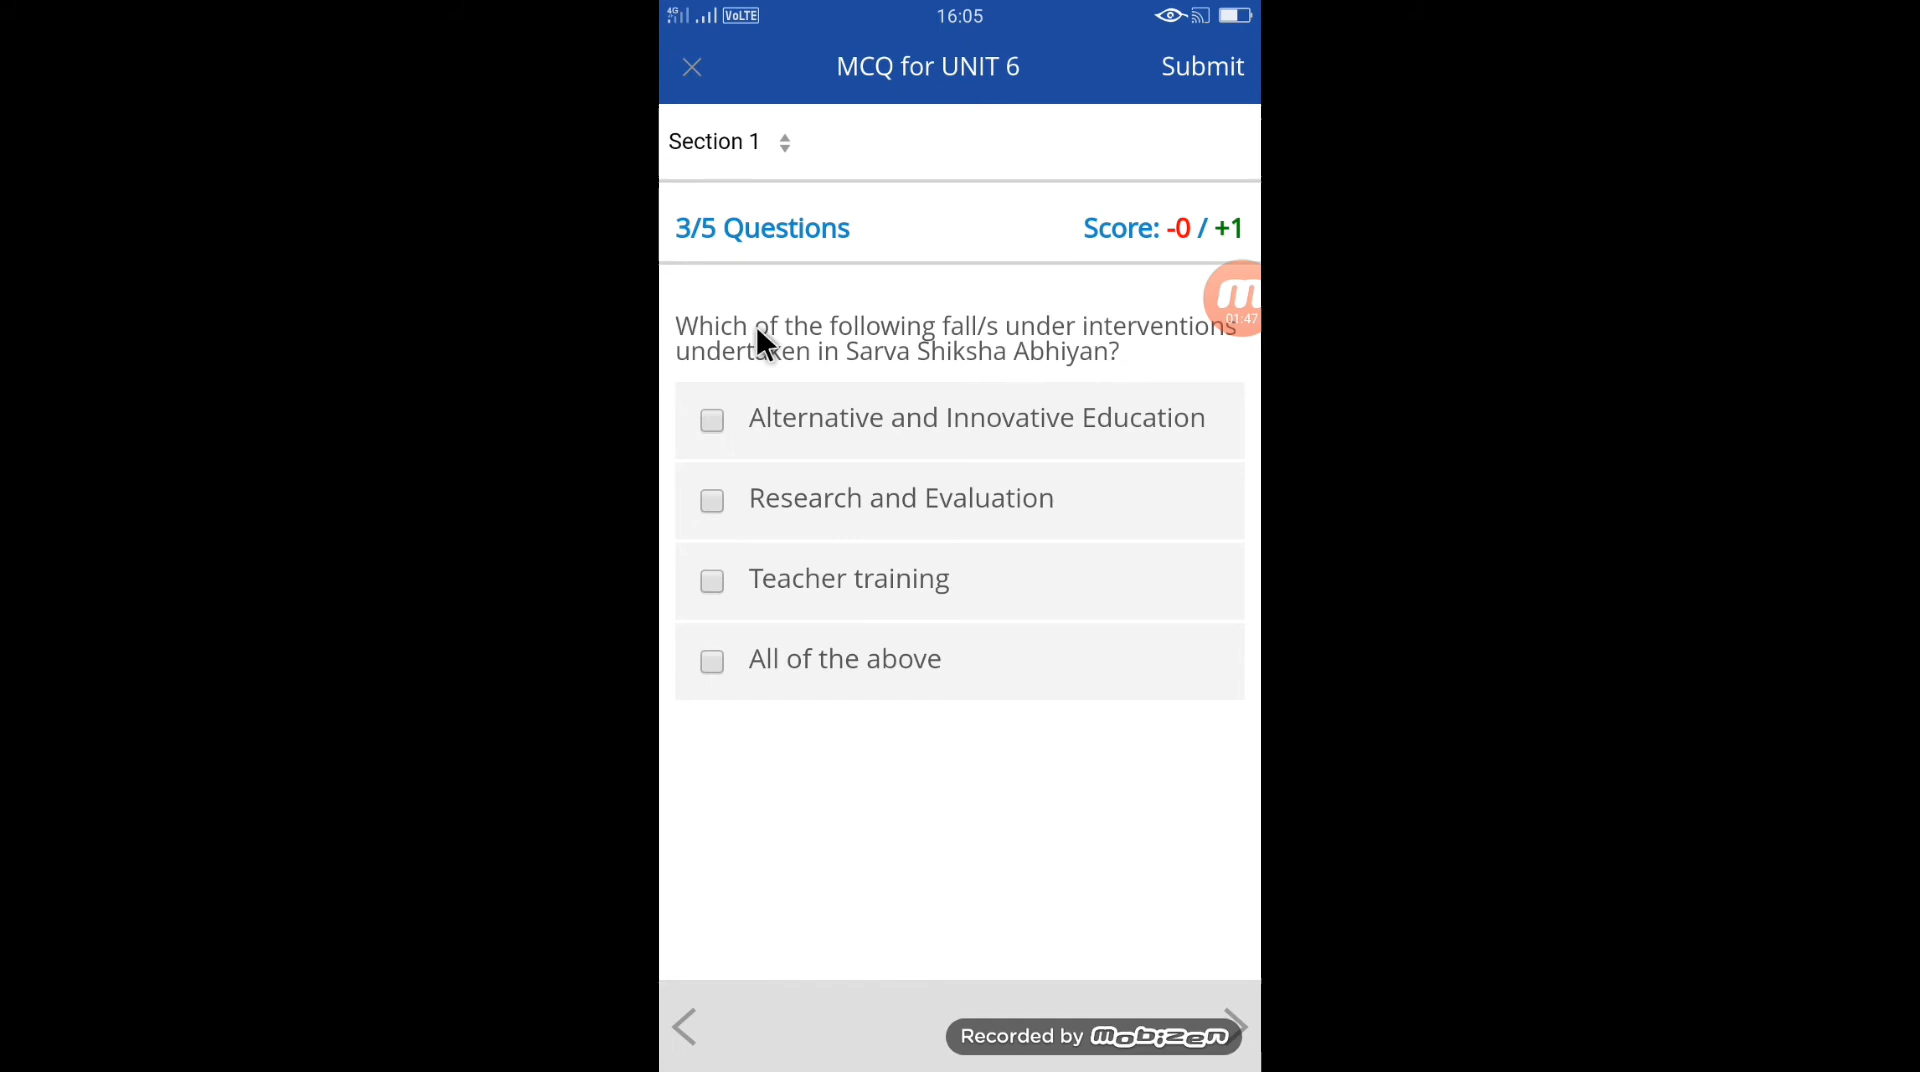 4G VoLTE 16:05
MCQ for UNIT 6 Submit
Section 1
3/5 Questions Score: -0 / +1
01:47
Which of the following fall/s under interventions
undertaken in Sarva Shiksha Abhiyan?
Alternative and Innovative Education
Research and Evaluation
Teacher training
All of the above
Recorded by mobizen